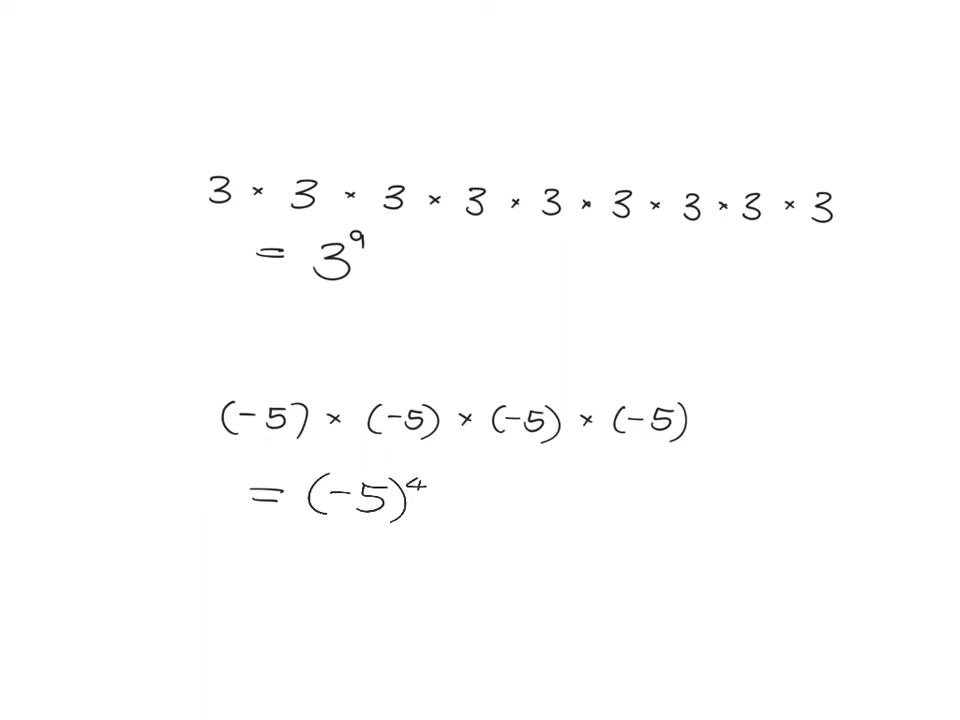 3 × 3 × 3 × 3 × 3 × 3 × 3 × 3 × 3
= 3⁹
(-5) × (-5) × (-5) × (-5)
= (-5)⁴